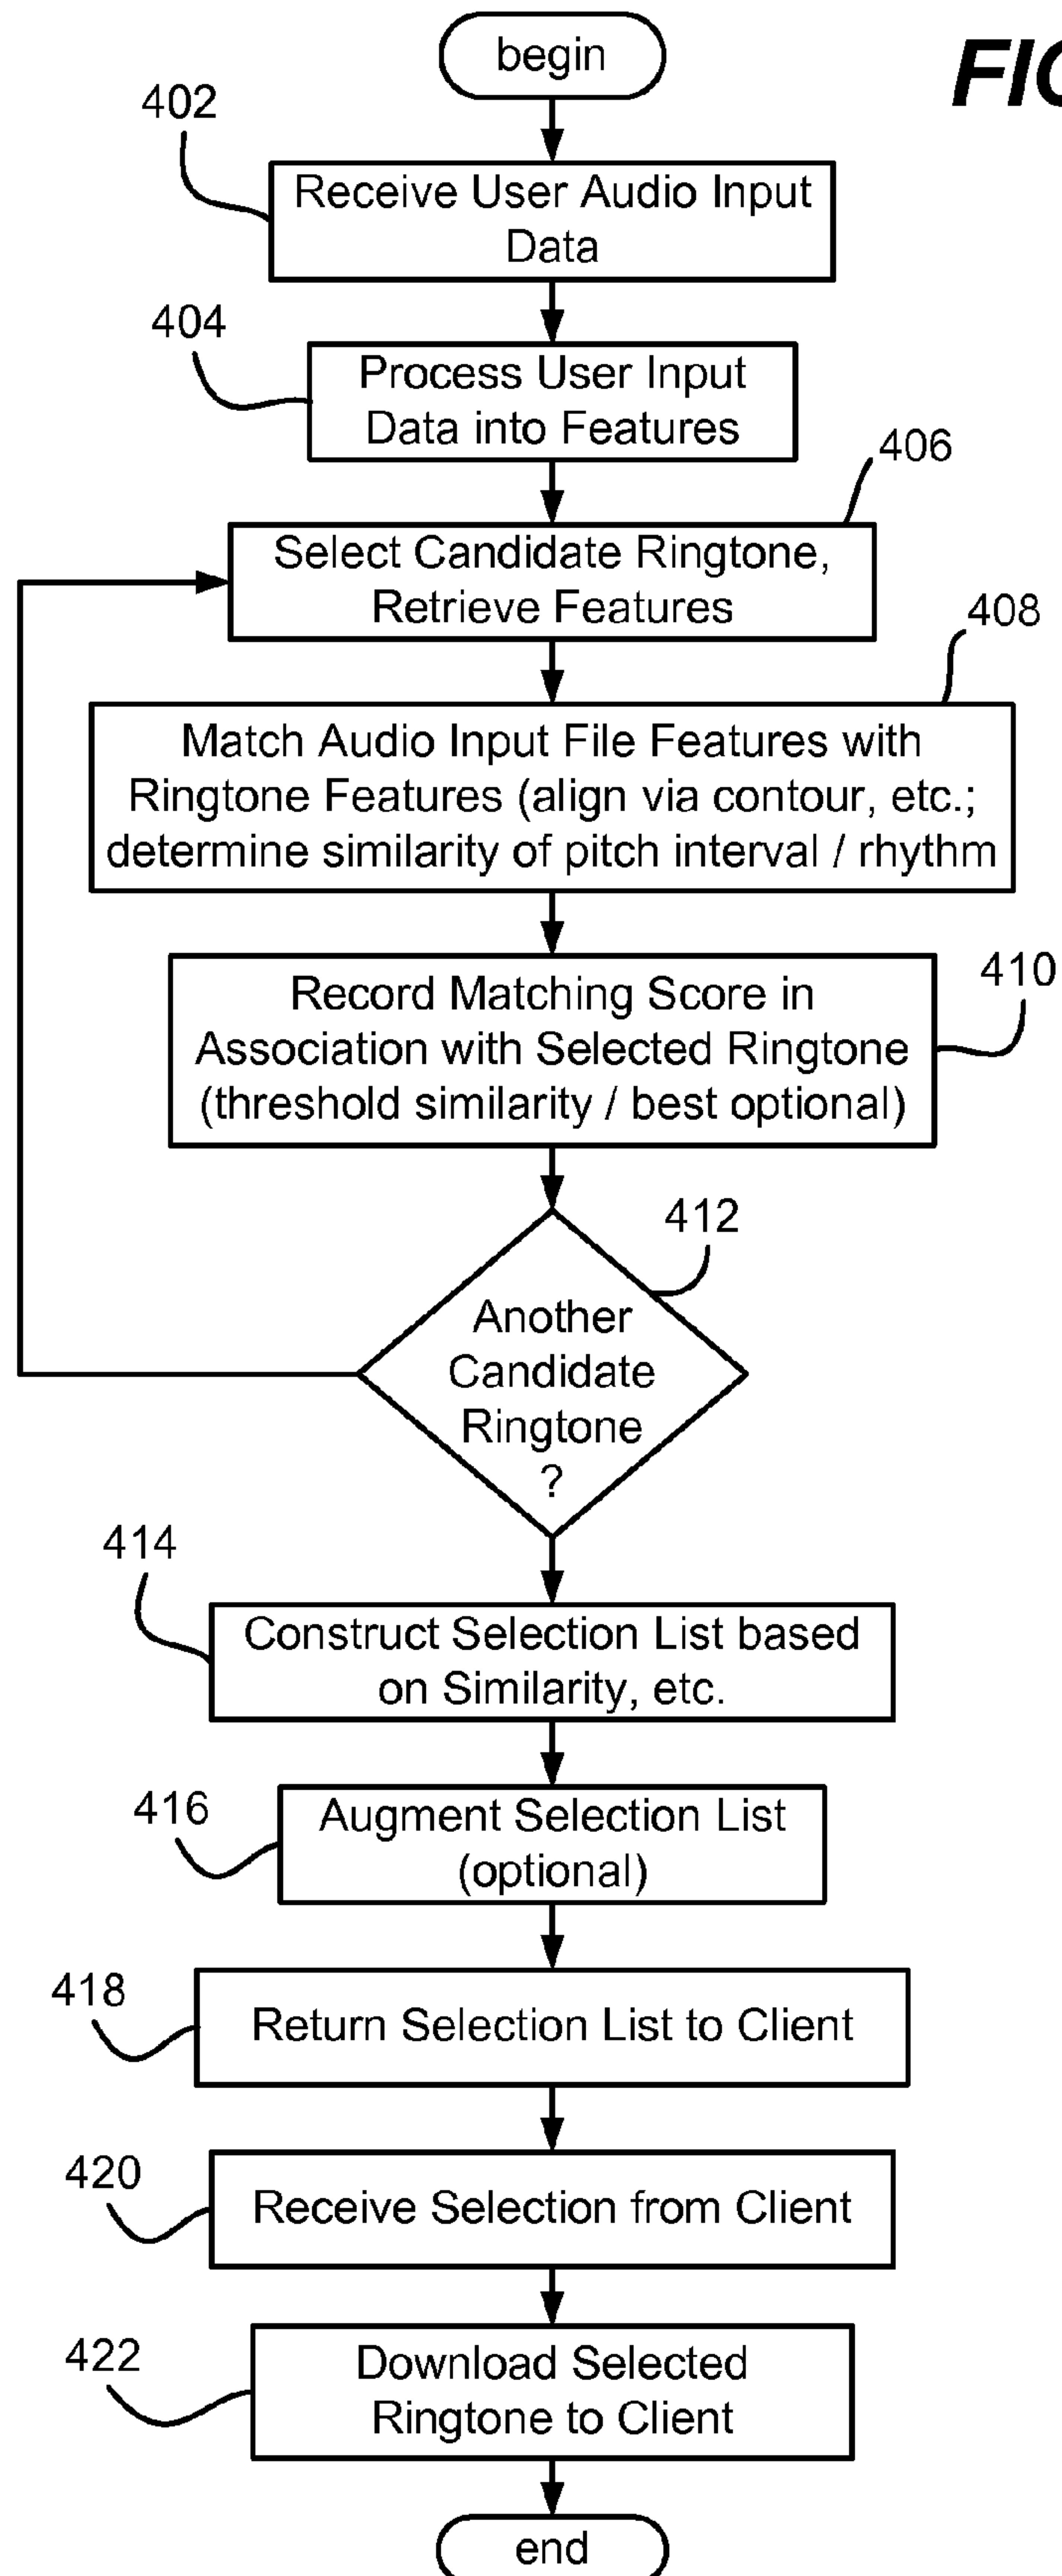 begin
FIG
402
Receive User Audio Input
Data
404
Process User Input
Data into Features
406
Select Candidate Ringtone,
Retrieve Features
408
Match Audio Input File Features with
Ringtone Features (align via contour, etc.;
determine similarity of pitch interval / rhythm
410
Record Matching Score in
Association with Selected Ringtone
(threshold similarity / best optional)
412
Another
Candidate
Ringtone
?
414
Construct Selection List based
on Similarity, etc.
416
Augment Selection List
(optional)
418
Return Selection List to Client
420
Receive Selection from Client
422
Download Selected
Ringtone to Client
end